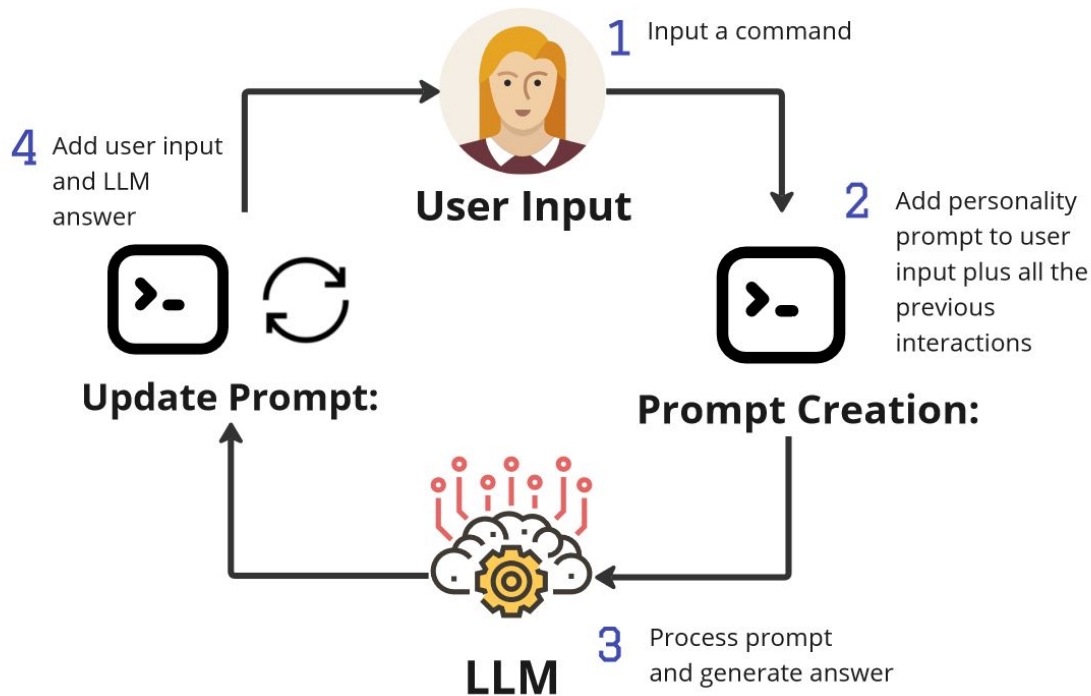 1 Input a command
User Input
2 Add personality
prompt to user
input plus all the
previous
interactions
Prompt Creation:
3 Process prompt
and generate answer
LLM
4 Add user input
and LLM
answer
Update Prompt: